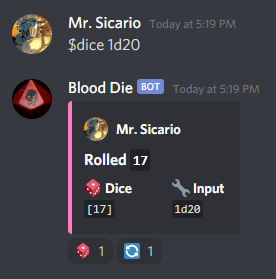 Mr. Sicario Today at 5:19 PM
$dice 1d20
Blood Die BOT Today at 5:19 PM
Mr. Sicario
Rolled 17
Dice Input
[17] 1d20
1 1